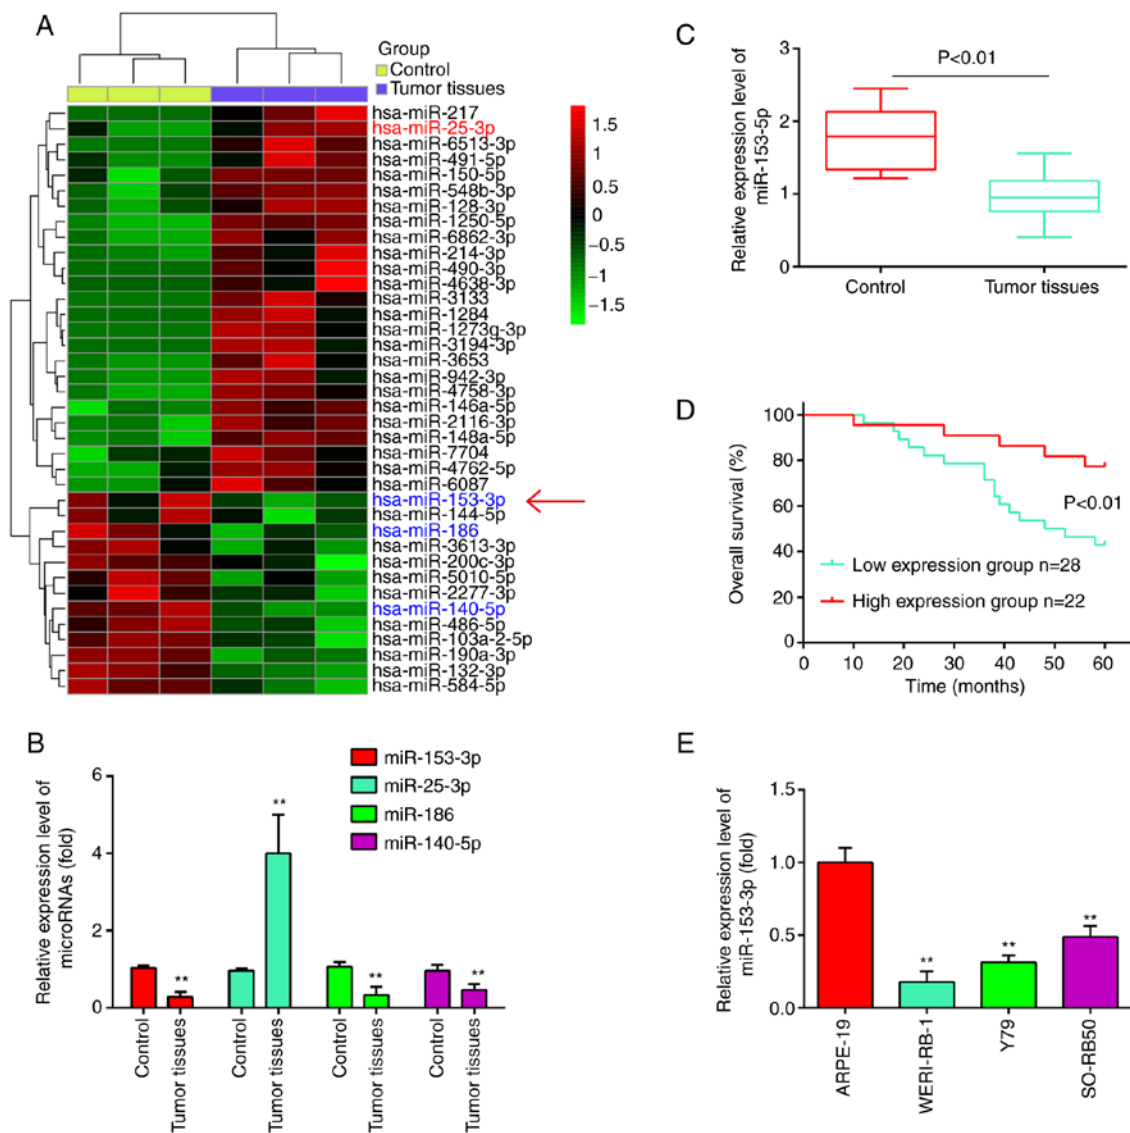 A
Group
Control
Tumor tissues
hsa-miR-217
hsa-miR-25-3p
hsa-miR-6513-3p
hsa-miR-491-5p
hsa-miR-150-5p
hsa-miR-548b-3p
hsa-miR-128-3p
hsa-miR-1250-5p
hsa-miR-6862-3p
hsa-miR-214-3p
hsa-miR-490-3p
hsa-miR-4638-3p
hsa-miR-3133
hsa-miR-1284
hsa-miR-1273g-3p
hsa-miR-3194-3p
hsa-miR-3653
hsa-miR-942-3p
hsa-miR-4758-3p
hsa-miR-146a-5p
hsa-miR-2116-3p
hsa-miR-148a-5p
hsa-miR-7704
hsa-miR-4762-5p
hsa-miR-6087
hsa-miR-153-3p
hsa-miR-144-5p
hsa-miR-186
hsa-miR-3613-3p
hsa-miR-200c-3p
hsa-miR-5010-5p
hsa-miR-2277-3p
hsa-miR-140-5p
hsa-miR-486-5p
hsa-miR-103a-2-5p
hsa-miR-190a-3p
hsa-miR-132-3p
hsa-miR-584-5p
1.5
1
0.5
0
−0.5
−1
−1.5
B
Relative expression level of
microRNAs (fold)
6
4
2
0
miR-153-3p
miR-25-3p
miR-186
miR-140-5p
**
**
**
**
Control
Tumor tissues
Control
Tumor tissues
Control
Tumor tissues
Control
Tumor tissues
C
Relative expression level of
miR-153-5p
3
2
1
0
P<0.01
Control
Tumor tissues
D
Overall survival (%)
100
80
60
40
20
0
P<0.01
Low expression group n=28
High expression group n=22
0 10 20 30 40 50 60
Time (months)
E
Relative expression level of
miR-153-3p (fold)
1.5
1.0
0.5
0.0
**
**
**
ARPE-19
WERI-RB-1
Y79
SO-RB50